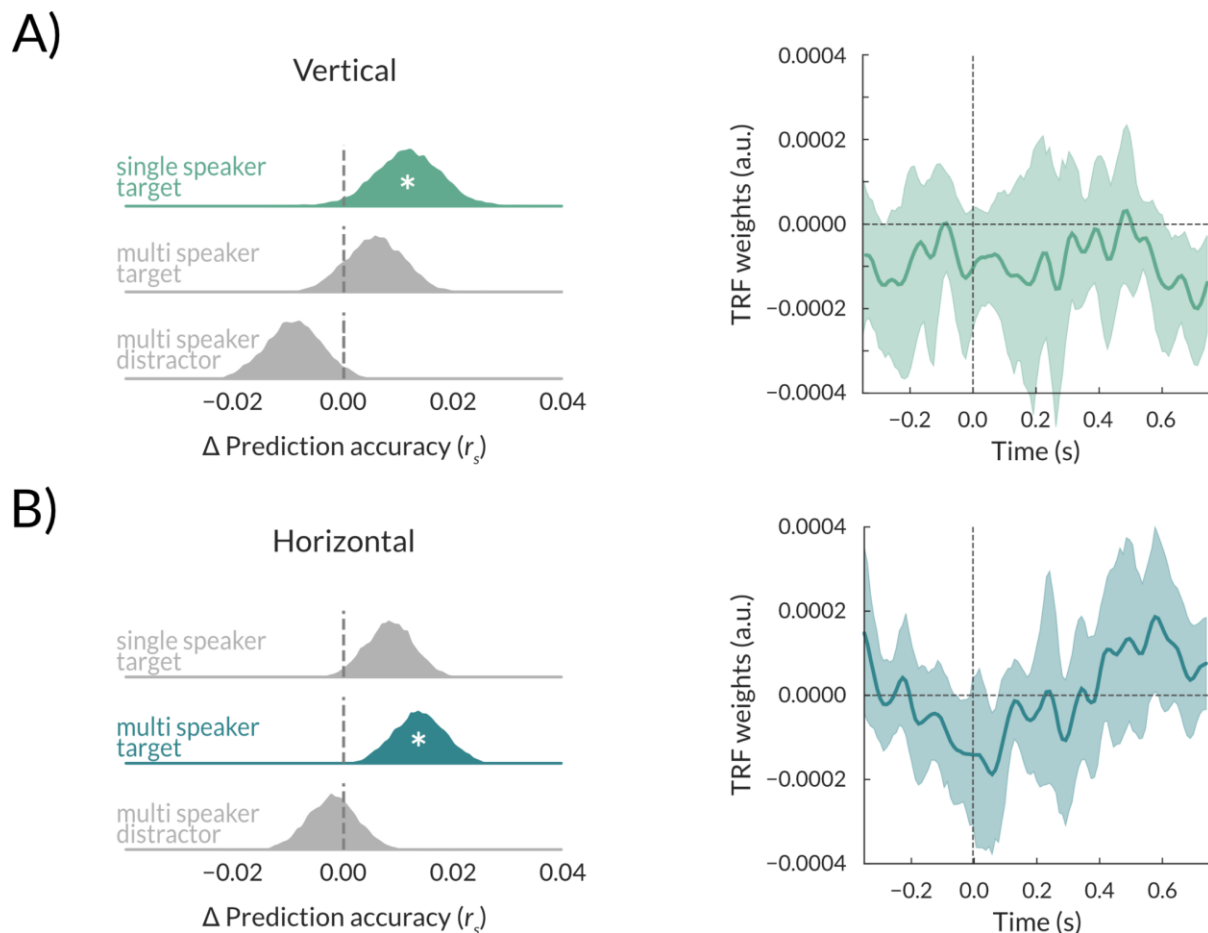 A)
Vertical
single speaker
target
*
multi speaker
target
multi speaker
distractor
−0.02 0.00 0.02 0.04
Δ Prediction accuracy (rs)
0.0004
0.0002
0.0000
−0.0002
−0.0004
TRF weights (a.u.)
−0.2 0.0 0.2 0.4 0.6
Time (s)
B)
Horizontal
single speaker
target
multi speaker
target
*
multi speaker
distractor
−0.02 0.00 0.02 0.04
Δ Prediction accuracy (rs)
0.0004
0.0002
0.0000
−0.0002
−0.0004
TRF weights (a.u.)
−0.2 0.0 0.2 0.4 0.6
Time (s)